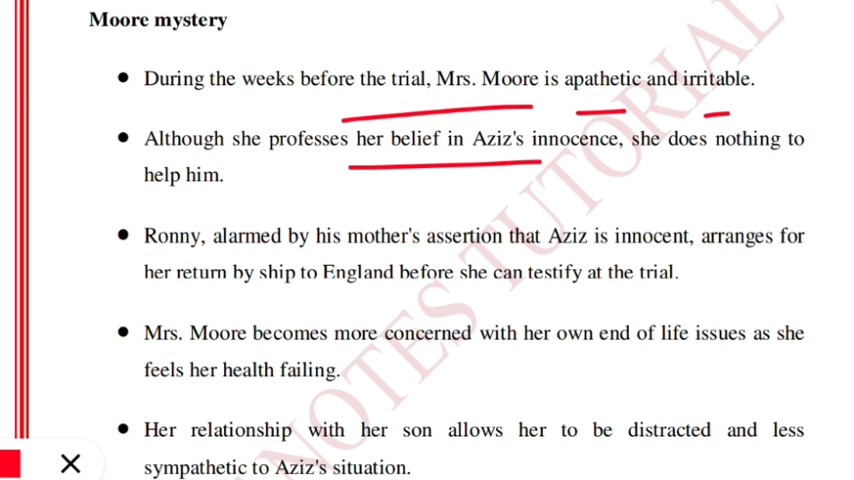 Moore mystery
• During the weeks before the trial, Mrs. Moore is apathetic and irritable.
• Although she professes her belief in Aziz's innocence, she does nothing to
help him.
• Ronny, alarmed by his mother's assertion that Aziz is innocent, arranges for
her return by ship to England before she can testify at the trial.
• Mrs. Moore becomes more concerned with her own end of life issues as she
feels her health failing.
• Her relationship with her son allows her to be distracted and less
sympathetic to Aziz's situation.
NOTES TUTORIAL